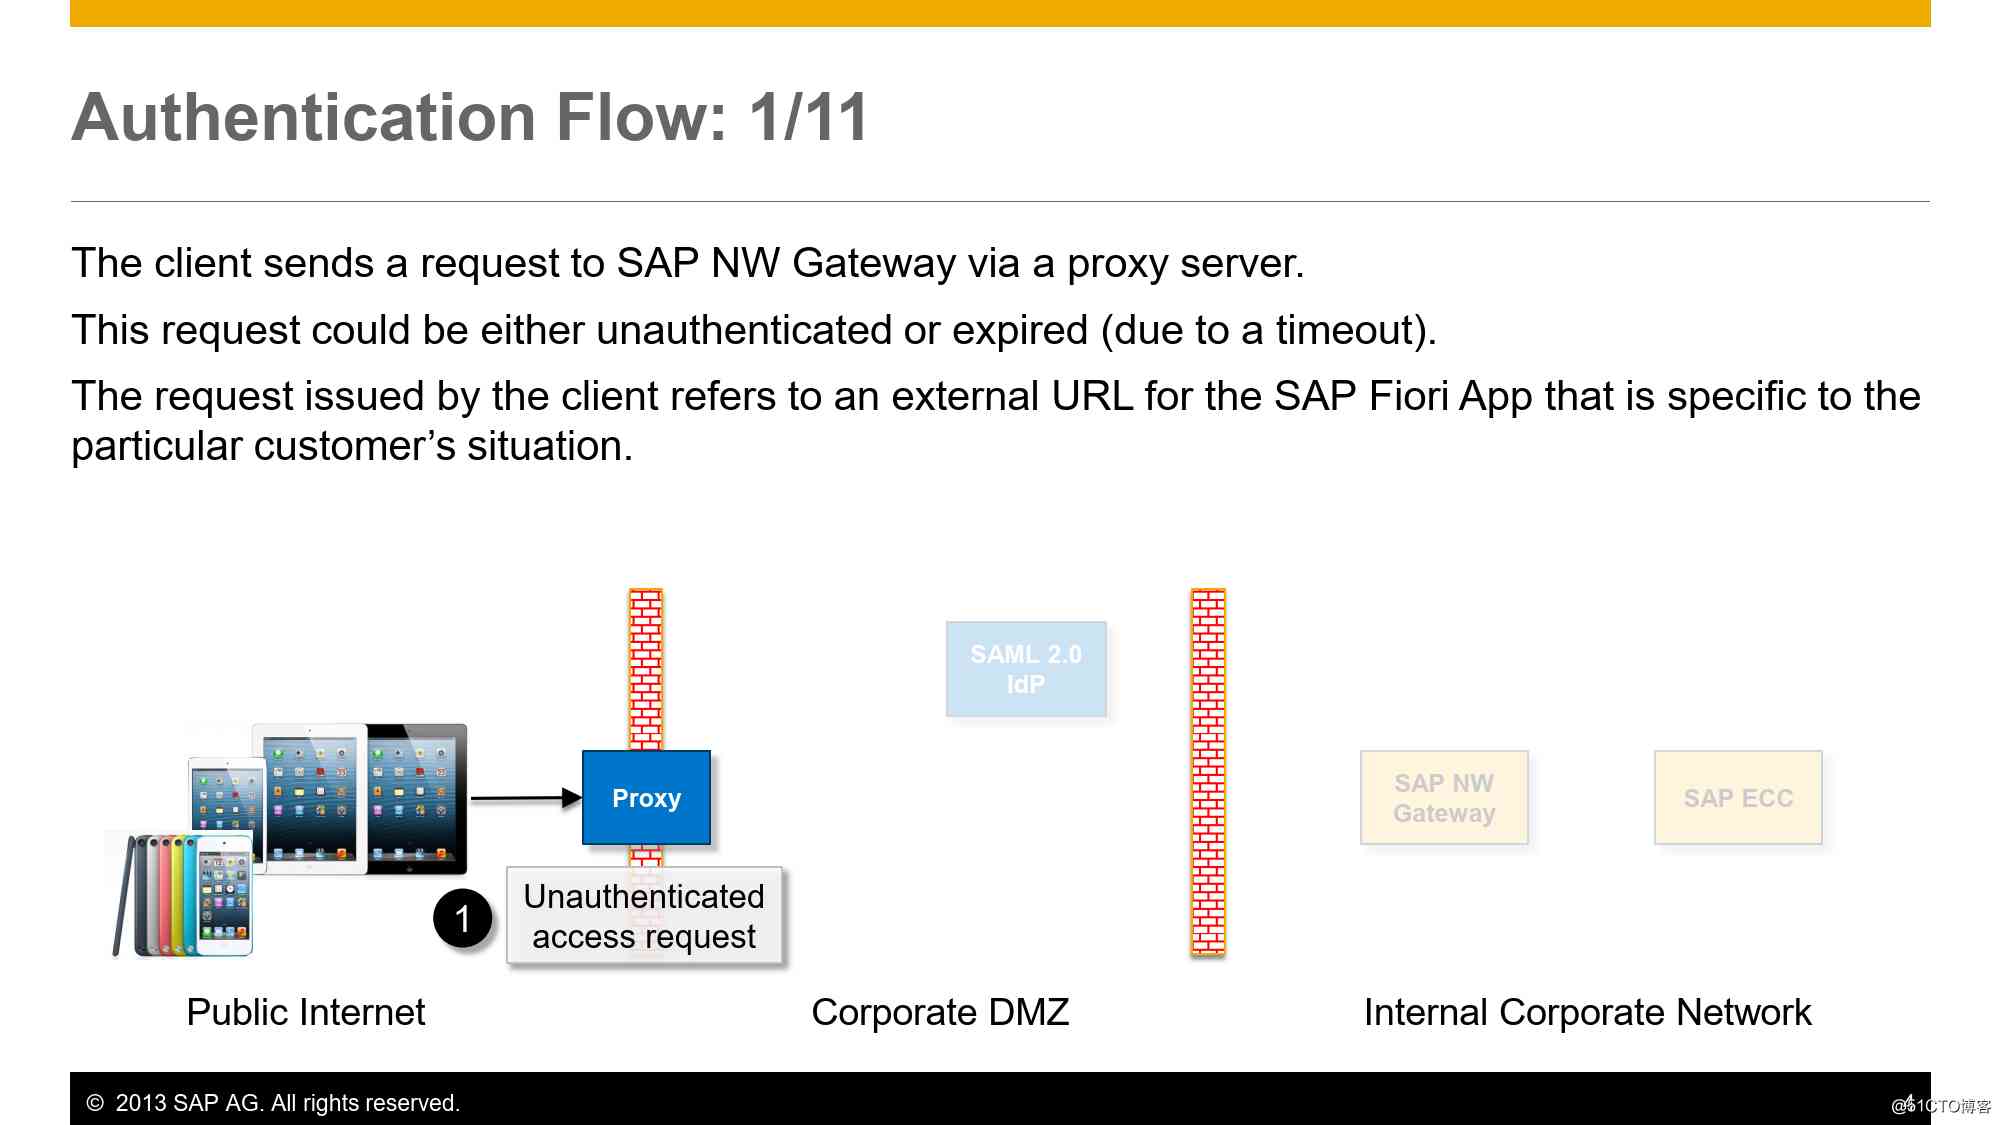 Authentication Flow: 1/11
The client sends a request to SAP NW Gateway via a proxy server.
This request could be either unauthenticated or expired (due to a timeout).
The request issued by the client refers to an external URL for the SAP Fiori App that is specific to the
particular customer’s situation.
SAML 2.0
IdP
Proxy
SAP NW
Gateway
SAP ECC
1
Unauthenticated
access request
Public Internet
Corporate DMZ
Internal Corporate Network
© 2013 SAP AG. All rights reserved.
4
@51CTO博客